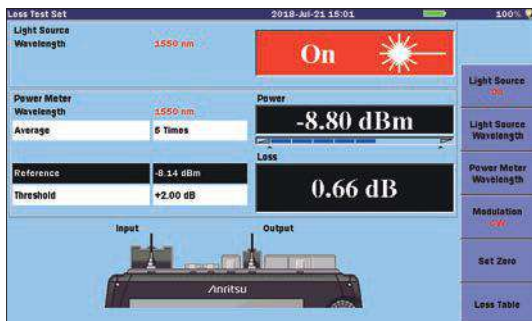 Loss Test Set 2018-Jul-21 15:01 100%
Light Source
Wavelength 1550 nm
On
Power Meter
Wavelength 1550 nm
Average 5 Times
Power
-8.80 dBm
Reference -8.14 dBm
Threshold +2.00 dB
Loss
0.66 dB
Input Output
Anritsu
Light Source
On
Light Source
Wavelength
Power Meter
Wavelength
Modulation
CW
Set Zero
Loss Table